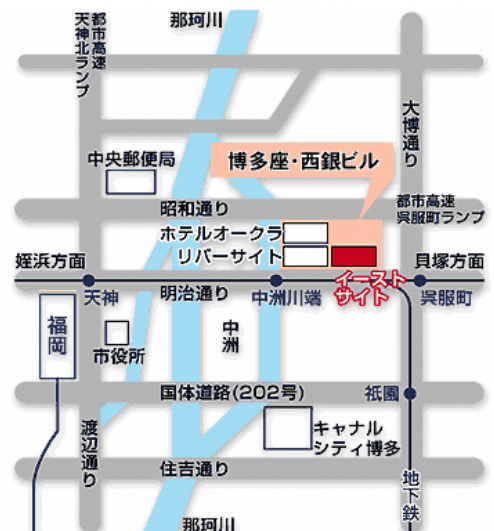 那珂川
都市高速
天神北ランプ
大博通り
中央郵便局
博多座・西銀ビル
昭和通り
都市高速
呉服町ランプ
ホテルオークラ
リバーサイト
姪浜方面
貝塚方面
イースト
サイト
天神
明治通り
中洲川端
呉服町
福岡
市役所
中洲
国体道路(202号)
祇園
キャナル
シティ博多
渡辺通り
住吉通り
地下鉄
那珂川